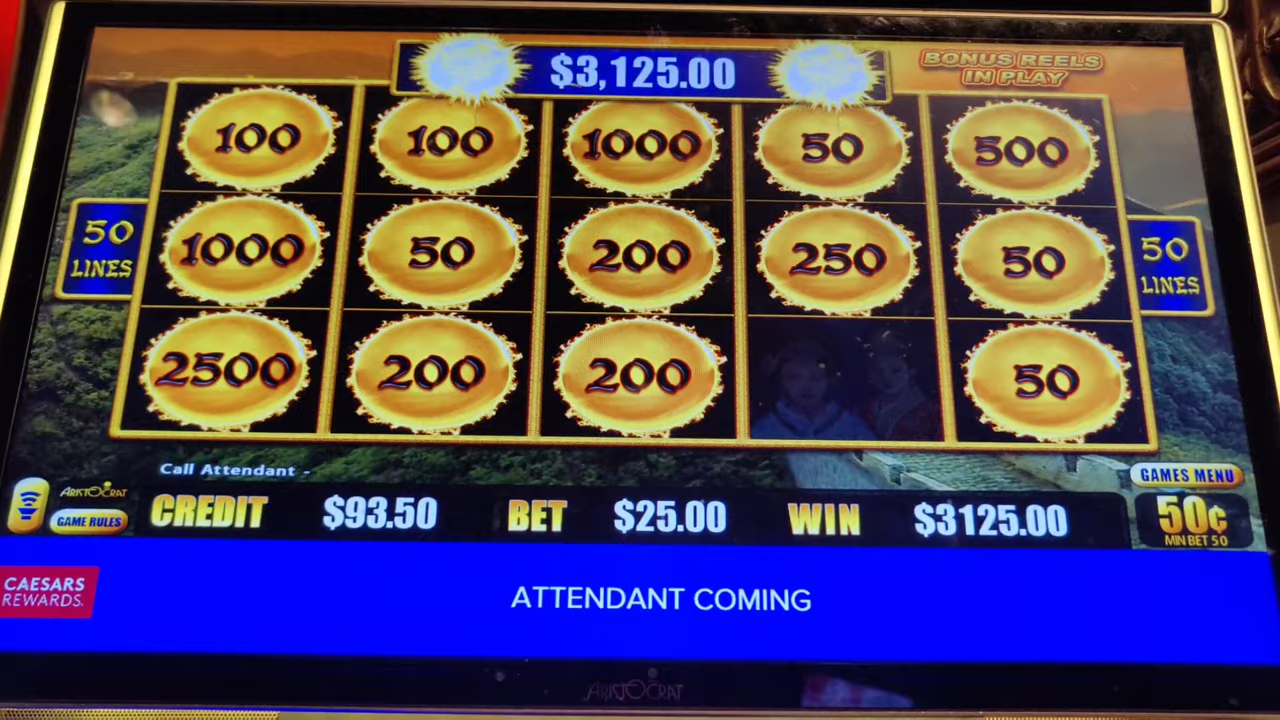 $3,125.00
BONUS REELS
IN PLAY
100 100 1000 50 500
50
LINES
1000 50 200 250 50
50
LINES
2500 200 200 50
Call Attendant -
GAMES MENU
ARISTOCRAT
GAME RULES
CREDIT $93.50 BET $25.00 WIN $3125.00
50¢
MIN BET 50
CAESARS
REWARDS.
ATTENDANT COMING
ARISTOCRAT